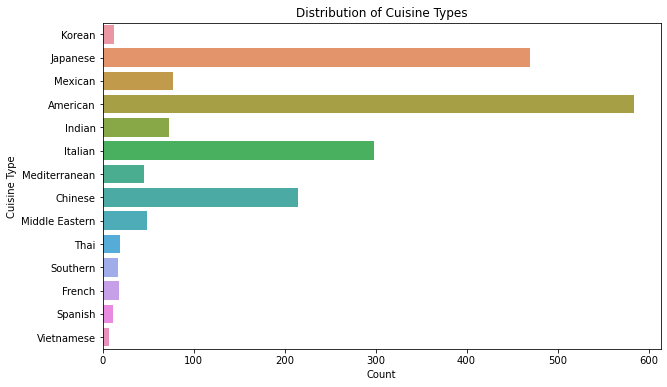 Distribution of Cuisine Types
Korean
Japanese
Mexican
American
Indian
Italian
Mediterranean
Chinese
Middle Eastern
Thai
Southern
French
Spanish
Vietnamese
Cuisine Type
0 100 200 300 400 500 600
Count